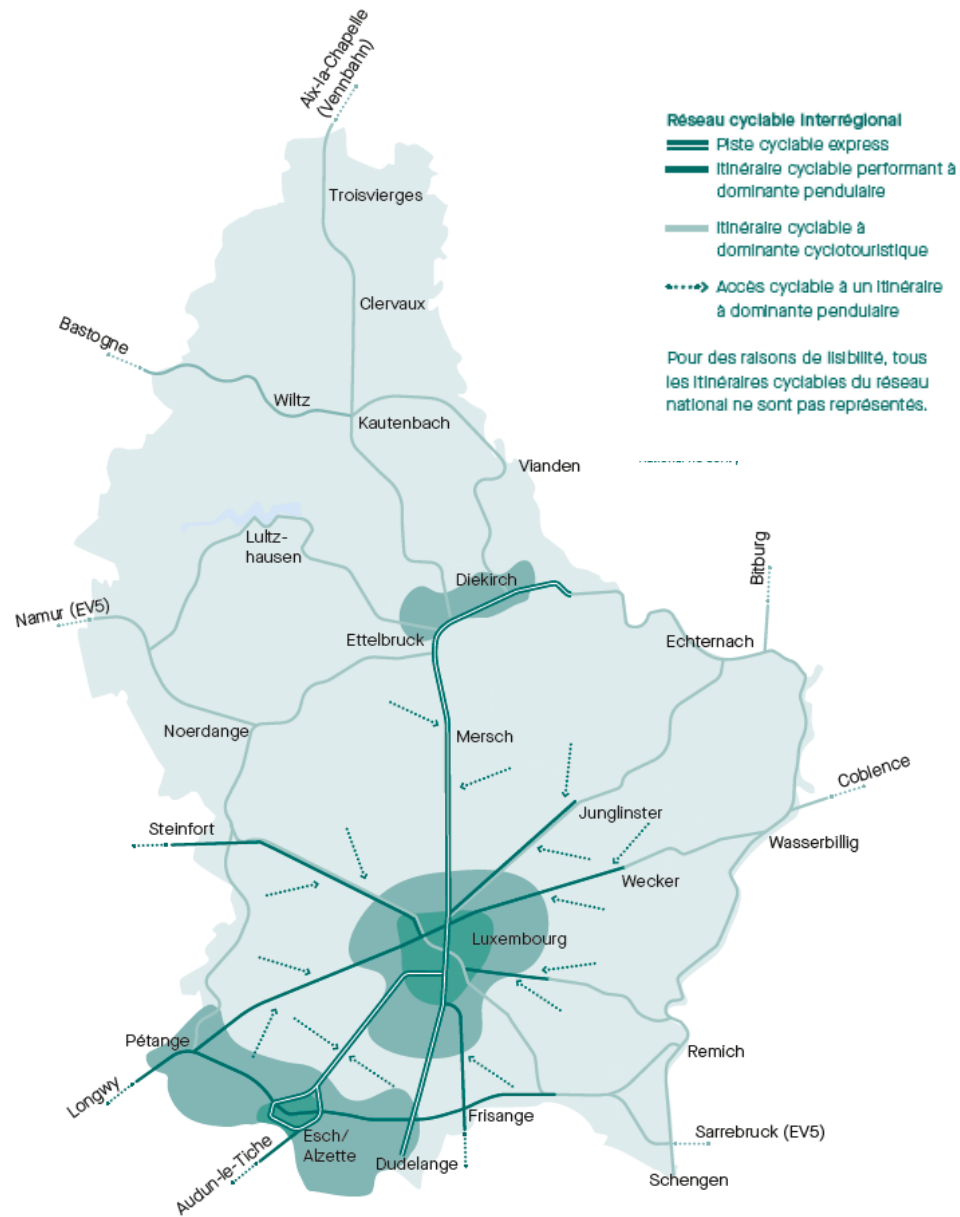 Aix-la-Chapelle
(Vennbahn)
Réseau cyclable interrégional
Piste cyclable express
Itinéraire cyclable performant à
dominante pendulaire
Itinéraire cyclable à
dominante cyclotouristique
Accès cyclable à un itinéraire
à dominante pendulaire
Pour des raisons de lisibilité, tous
les itinéraires cyclables du réseau
national ne sont pas représentés.
Troisvierges
Clervaux
Bastogne
Wiltz
Kautenbach
Vianden
Lultz-
hausen
Diekirch
Bitburg
Namur (EV5)
Ettelbruck
Echternach
Noerdange
Mersch
Coblence
Junglinster
Steinfort
Wasserbillig
Wecker
Luxembourg
Pétange
Remich
Longwy
Frisange
Esch/
Alzette
Sarrebruck (EV5)
Audun-le-Tiche
Dudelange
Schengen